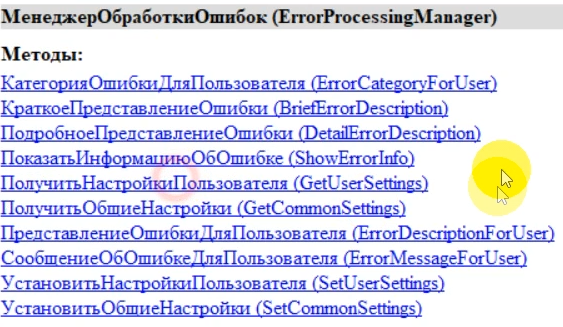 МенеджерОбработкиОшибок (ErrorProcessingManager)
Методы:
КатегорияОшибкиДляПользователя (ErrorCategoryForUser)
КраткоеПредставлениеОшибки (BriefErrorDescription)
ПодробноеПредставлениеОшибки (DetailErrorDescription)
ПоказатьИнформациюОбОшибке (ShowErrorInfo)
ПолучитьНастройкиПользователя (GetUserSettings)
ПолучитьОбщиеНастройки (GetCommonSettings)
ПредставлениеОшибкиДляПользователя (ErrorDescriptionForUser)
СообщениеОбОшибкеДляПользователя (ErrorMessageForUser)
УстановитьНастройкиПользователя (SetUserSettings)
УстановитьОбщиеНастройки (SetCommonSettings)